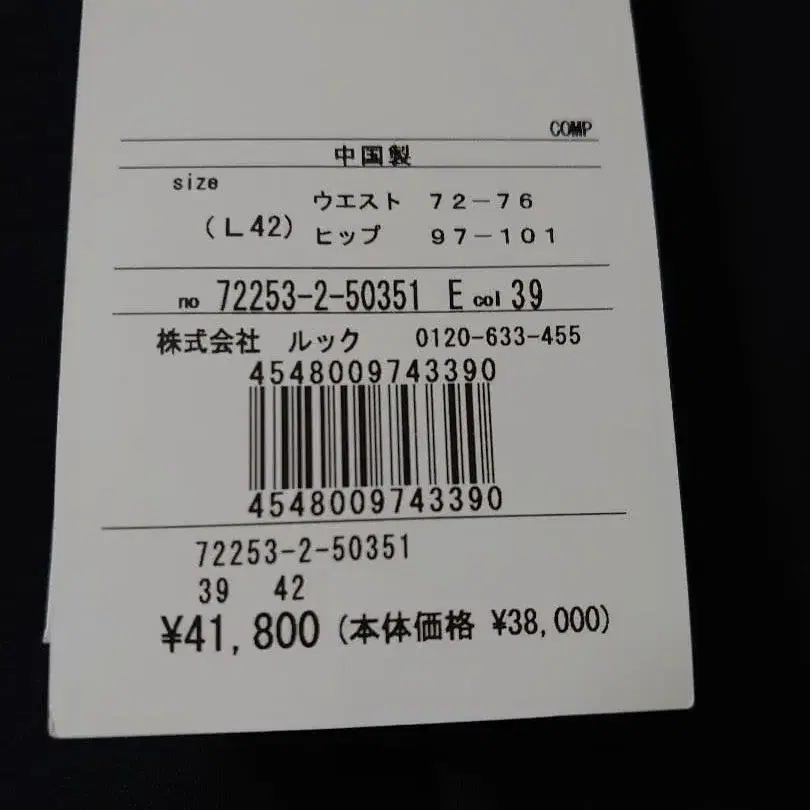 COMP
中国製
size
(L42)
ウエスト 72-76
ヒップ 97-101
no 72253-2-50351 E col 39
株式会社 ルック 0120-633-455
4548009743390
4548009743390
72253-2-50351
39 42
¥41,800 (本体価格 ¥38,000)